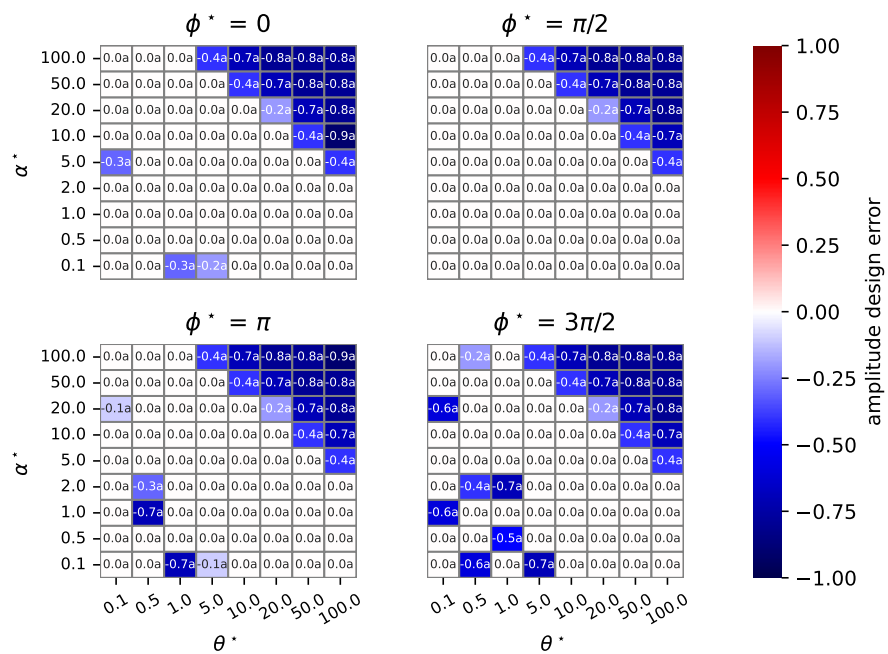 ϕ* = 0
100.0 0.0a 0.0a 0.0a -0.4a -0.7a -0.8a -0.8a -0.8a
50.0 0.0a 0.0a 0.0a 0.0a -0.4a -0.7a -0.8a -0.8a
20.0 0.0a 0.0a 0.0a 0.0a 0.0a -0.2a -0.7a -0.8a
10.0 0.0a 0.0a 0.0a 0.0a 0.0a 0.0a -0.4a -0.9a
5.0 -0.3a 0.0a 0.0a 0.0a 0.0a 0.0a 0.0a -0.4a
2.0 0.0a 0.0a 0.0a 0.0a 0.0a 0.0a 0.0a 0.0a
1.0 0.0a 0.0a 0.0a 0.0a 0.0a 0.0a 0.0a 0.0a
0.5 0.0a 0.0a 0.0a 0.0a 0.0a 0.0a 0.0a 0.0a
0.1 0.0a 0.0a -0.3a -0.2a 0.0a 0.0a 0.0a 0.0a
α*
ϕ* = π/2
0.0a 0.0a 0.0a -0.4a -0.7a -0.8a -0.8a -0.8a
0.0a 0.0a 0.0a 0.0a -0.4a -0.7a -0.8a -0.8a
0.0a 0.0a 0.0a 0.0a 0.0a -0.2a -0.7a -0.8a
0.0a 0.0a 0.0a 0.0a 0.0a 0.0a -0.4a -0.7a
0.0a 0.0a 0.0a 0.0a 0.0a 0.0a 0.0a -0.4a
0.0a 0.0a 0.0a 0.0a 0.0a 0.0a 0.0a 0.0a
0.0a 0.0a 0.0a 0.0a 0.0a 0.0a 0.0a 0.0a
0.0a 0.0a 0.0a 0.0a 0.0a 0.0a 0.0a 0.0a
0.0a 0.0a 0.0a 0.0a 0.0a 0.0a 0.0a 0.0a
ϕ* = π
100.0 0.0a 0.0a 0.0a -0.4a -0.7a -0.8a -0.8a -0.9a
50.0 0.0a 0.0a 0.0a 0.0a -0.4a -0.7a -0.8a -0.8a
20.0 -0.1a 0.0a 0.0a 0.0a 0.0a -0.2a -0.7a -0.8a
10.0 0.0a 0.0a 0.0a 0.0a 0.0a 0.0a -0.4a -0.7a
5.0 0.0a 0.0a 0.0a 0.0a 0.0a 0.0a 0.0a -0.4a
2.0 0.0a -0.3a 0.0a 0.0a 0.0a 0.0a 0.0a 0.0a
1.0 0.0a -0.7a 0.0a 0.0a 0.0a 0.0a 0.0a 0.0a
0.5 0.0a 0.0a 0.0a 0.0a 0.0a 0.0a 0.0a 0.0a
0.1 0.0a 0.0a -0.7a -0.1a 0.0a 0.0a 0.0a 0.0a
α*
0.1 0.5 1.0 5.0 10.0 20.0 50.0 100.0
θ*
ϕ* = 3π/2
0.0a -0.2a 0.0a -0.4a -0.7a -0.8a -0.8a -0.8a
0.0a 0.0a 0.0a 0.0a -0.4a -0.7a -0.8a -0.8a
-0.6a 0.0a 0.0a 0.0a 0.0a -0.2a -0.7a -0.8a
0.0a 0.0a 0.0a 0.0a 0.0a 0.0a -0.4a -0.7a
0.0a 0.0a 0.0a 0.0a 0.0a 0.0a 0.0a -0.4a
0.0a -0.4a -0.7a 0.0a 0.0a 0.0a 0.0a 0.0a
-0.6a 0.0a 0.0a 0.0a 0.0a 0.0a 0.0a 0.0a
0.0a 0.0a -0.5a 0.0a 0.0a 0.0a 0.0a 0.0a
0.0a -0.6a 0.0a -0.7a 0.0a 0.0a 0.0a 0.0a
0.1 0.5 1.0 5.0 10.0 20.0 50.0 100.0
θ*
1.00
0.75
0.50
0.25
0.00
−0.25
−0.50
−0.75
−1.00
amplitude design error